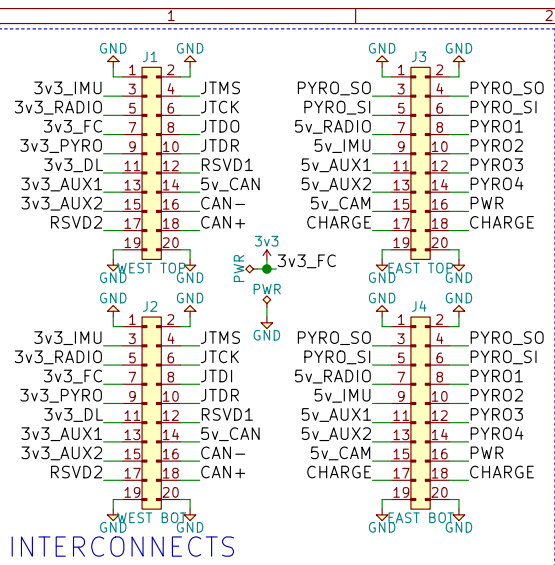 1 2
GND GND GND GND
J1 J3
1 2 1 2
3v3_IMU 3 4 JTMS PYRO_SO 3 4 PYRO_SO
3v3_RADIO 5 6 JTCK PYRO_SI 5 6 PYRO_SI
3v3_FC 7 8 JTDO 5v_RADIO 7 8 PYRO1
3v3_PYRO 9 10 JTDR 5v_IMU 9 10 PYRO2
3v3_DL 11 12 RSVD1 5v_AUX1 11 12 PYRO3
3v3_AUX1 13 14 5v_CAN 5v_AUX2 13 14 PYRO4
3v3_AUX2 15 16 CAN- 5v_CAM 15 16 PWR
RSVD2 17 18 CAN+ CHARGE 17 18 CHARGE
19 20 3v3 19 20
WEST TOP PWR 3v3_FC EAST TOP
GND GND GND GND
PWR
GND GND GND GND
J2 J4
1 2 GND 1 2
3v3_IMU 3 4 JTMS PYRO_SO 3 4 PYRO_SO
3v3_RADIO 5 6 JTCK PYRO_SI 5 6 PYRO_SI
3v3_FC 7 8 JTDI 5v_RADIO 7 8 PYRO1
3v3_PYRO 9 10 JTDR 5v_IMU 9 10 PYRO2
3v3_DL 11 12 RSVD1 5v_AUX1 11 12 PYRO3
3v3_AUX1 13 14 5v_CAN 5v_AUX2 13 14 PYRO4
3v3_AUX2 15 16 CAN- 5v_CAM 15 16 PWR
RSVD2 17 18 CAN+ CHARGE 17 18 CHARGE
19 20 19 20
WEST BOT EAST BOT
GND GND GND GND
INTERCONNECTS